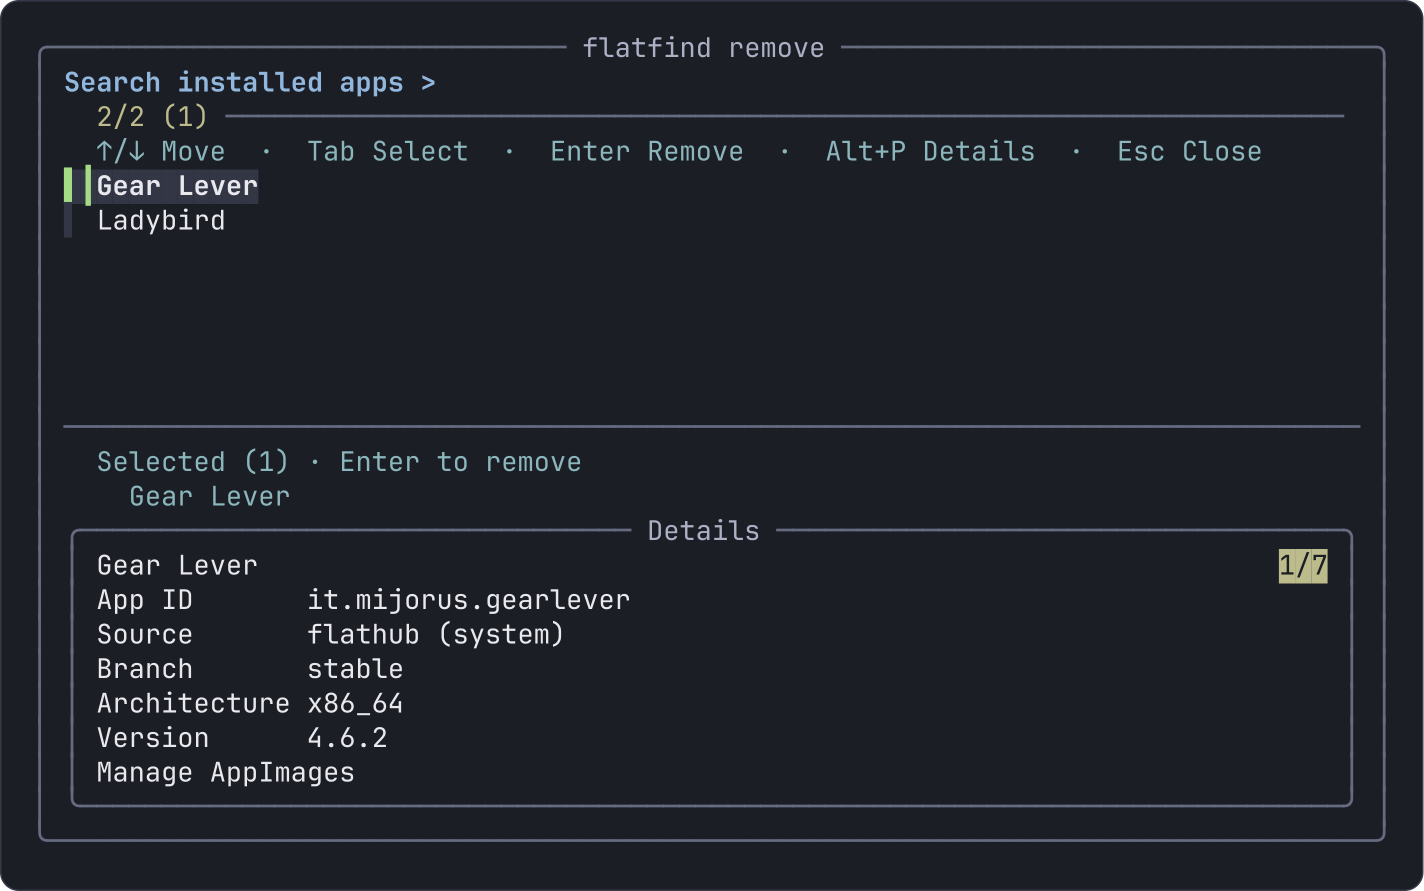 flatfind remove
Search installed apps >
2/2 (1)
↑/↓ Move · Tab Select · Enter Remove · Alt+P Details · Esc Close
Gear Lever
Ladybird
Selected (1) · Enter to remove
Gear Lever
Details
Gear Lever 1/7
App ID it.mijorus.gearlever
Source flathub (system)
Branch stable
Architecture x86_64
Version 4.6.2
Manage AppImages